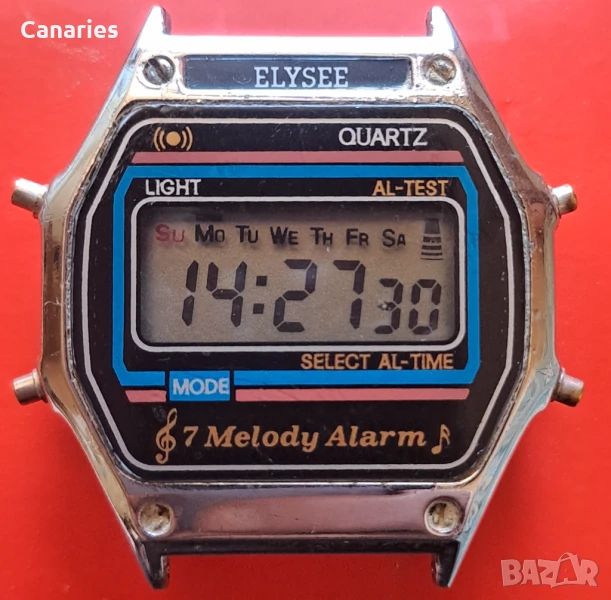 Canaries
ELYSEE
QUARTZ
LIGHT AL-TEST
SU MO TU WE TH FR SA
14:27 30
SELECT AL-TIME
MODE
7 Melody Alarm
BAZAR